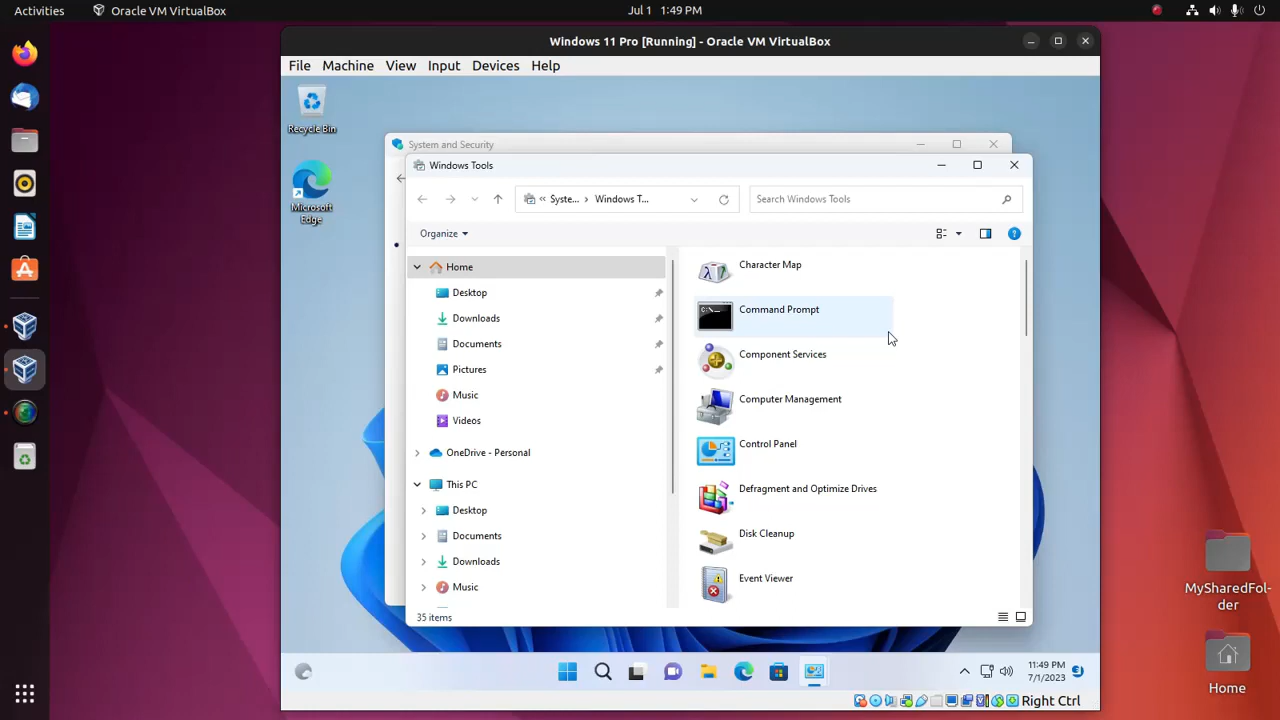 Activities
Oracle VM VirtualBox
Jul 1 1:49 PM
Windows 11 Pro [Running] - Oracle VM VirtualBox
File Machine View Input Devices Help
Recycle Bin
Microsoft
Edge
System and Security
Windows Tools
« Syste... › Windows T...
Search Windows Tools
Organize
Home
Desktop
Downloads
Documents
Pictures
Music
Videos
OneDrive - Personal
This PC
Desktop
Documents
Downloads
Music
Character Map
Command Prompt
Component Services
Computer Management
Control Panel
Defragment and Optimize Drives
Disk Cleanup
Event Viewer
35 items
11:49 PM
7/1/2023
3
Right Ctrl
MySharedFol-
der
Home